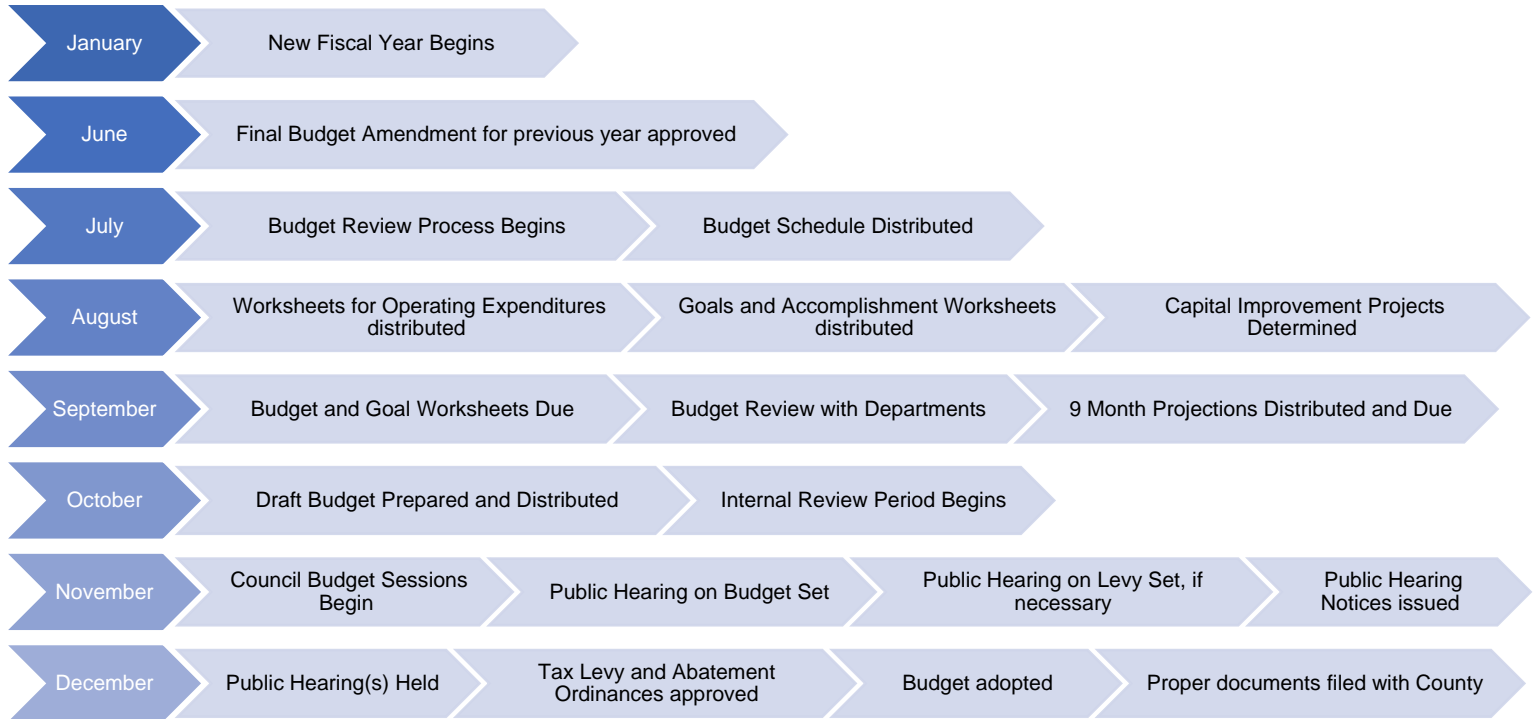 January
New Fiscal Year Begins
June
Final Budget Amendment for previous year approved
July
Budget Review Process Begins
Budget Schedule Distributed
August
Worksheets for Operating Expenditures
distributed
Goals and Accomplishment Worksheets
distributed
Capital Improvement Projects
Determined
September
Budget and Goal Worksheets Due
Budget Review with Departments
9 Month Projections Distributed and Due
October
Draft Budget Prepared and Distributed
Internal Review Period Begins
November
Council Budget Sessions
Begin
Public Hearing on Budget Set
Public Hearing on Levy Set, if
necessary
Public Hearing
Notices issued
December
Public Hearing(s) Held
Tax Levy and Abatement
Ordinances approved
Budget adopted
Proper documents filed with County